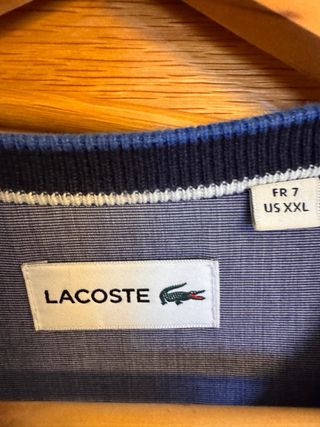 FR 7
US XXL
LACOSTE